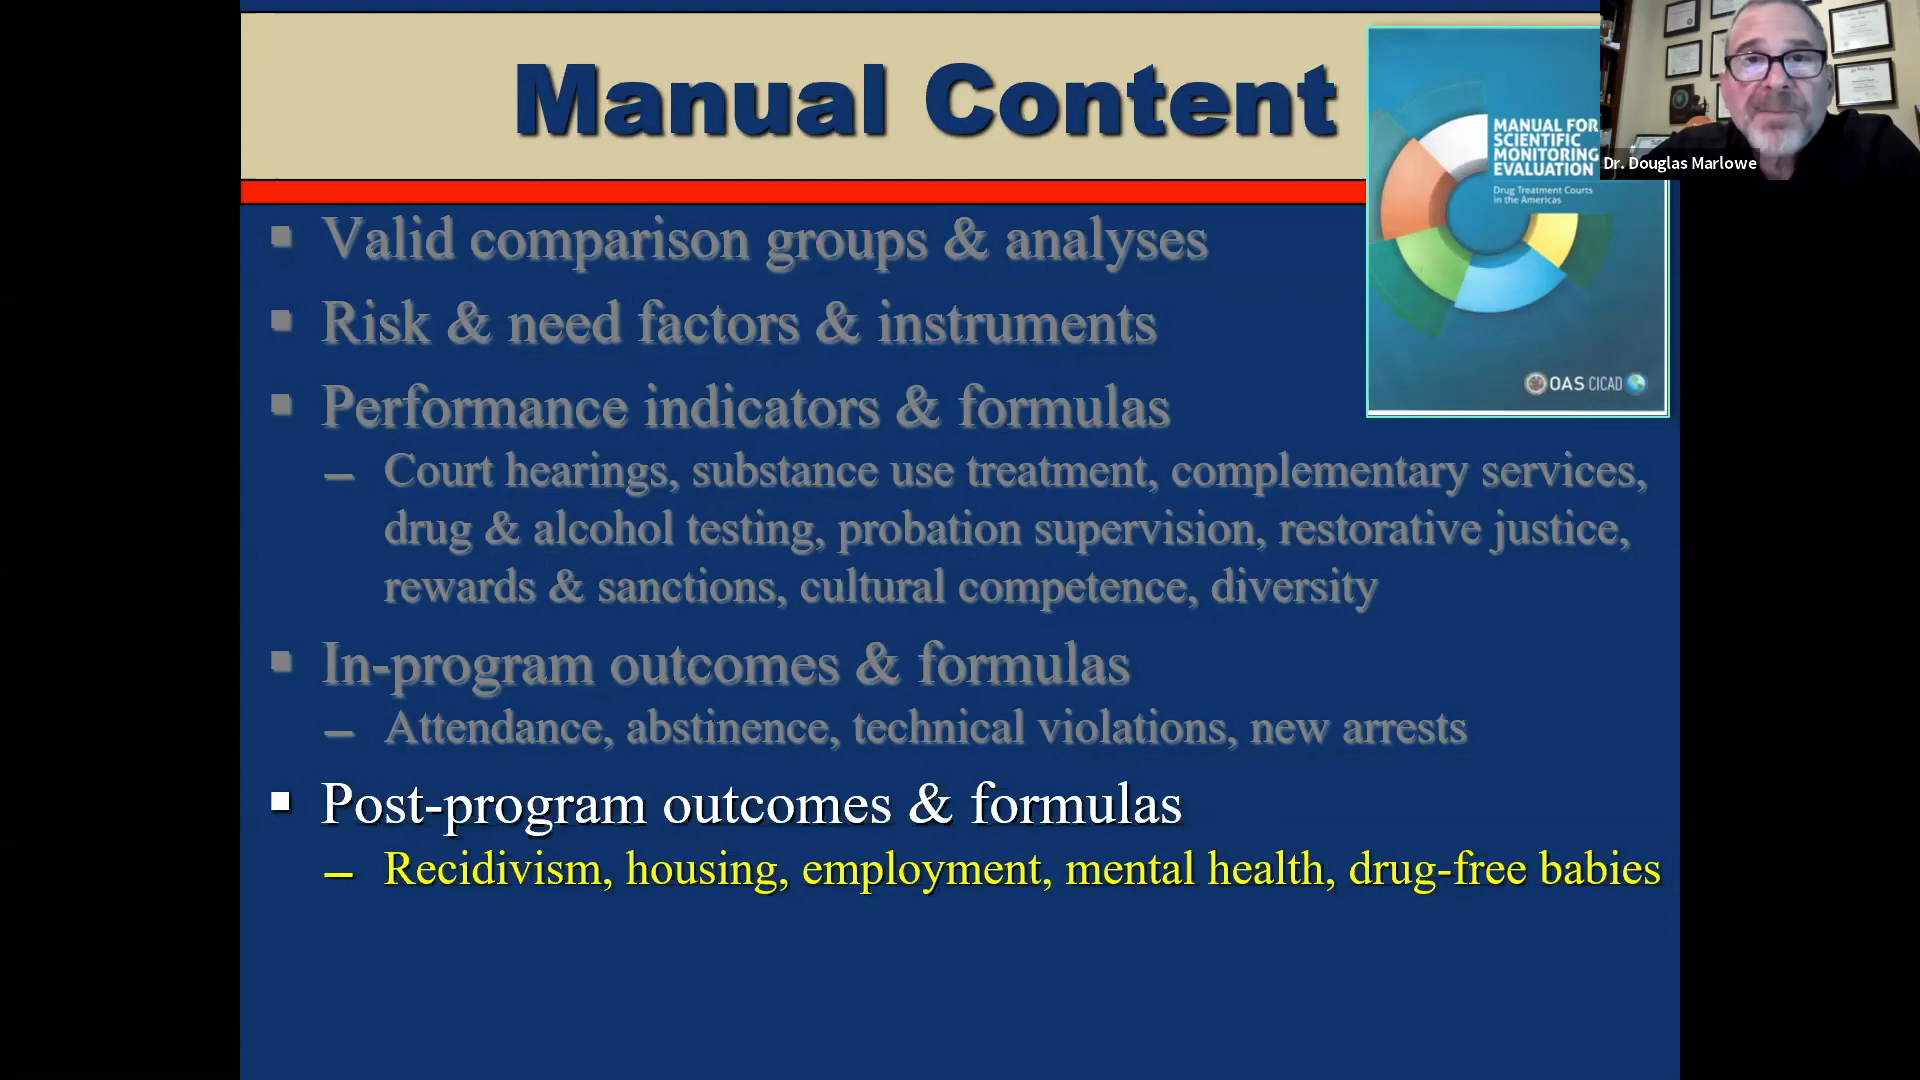 Manual Content
MANUAL FOR
SCIENTIFIC
MONITORING
EVALUATION
Drug Treatment Courts
in the Americas
OAS CICAD
Dr. Douglas Marlowe
▪ Valid comparison groups & analyses
▪ Risk & need factors & instruments
▪ Performance indicators & formulas
– Court hearings, substance use treatment, complementary services,
drug & alcohol testing, probation supervision, restorative justice,
rewards & sanctions, cultural competence, diversity
▪ In-program outcomes & formulas
– Attendance, abstinence, technical violations, new arrests
▪ Post-program outcomes & formulas
– Recidivism, housing, employment, mental health, drug-free babies